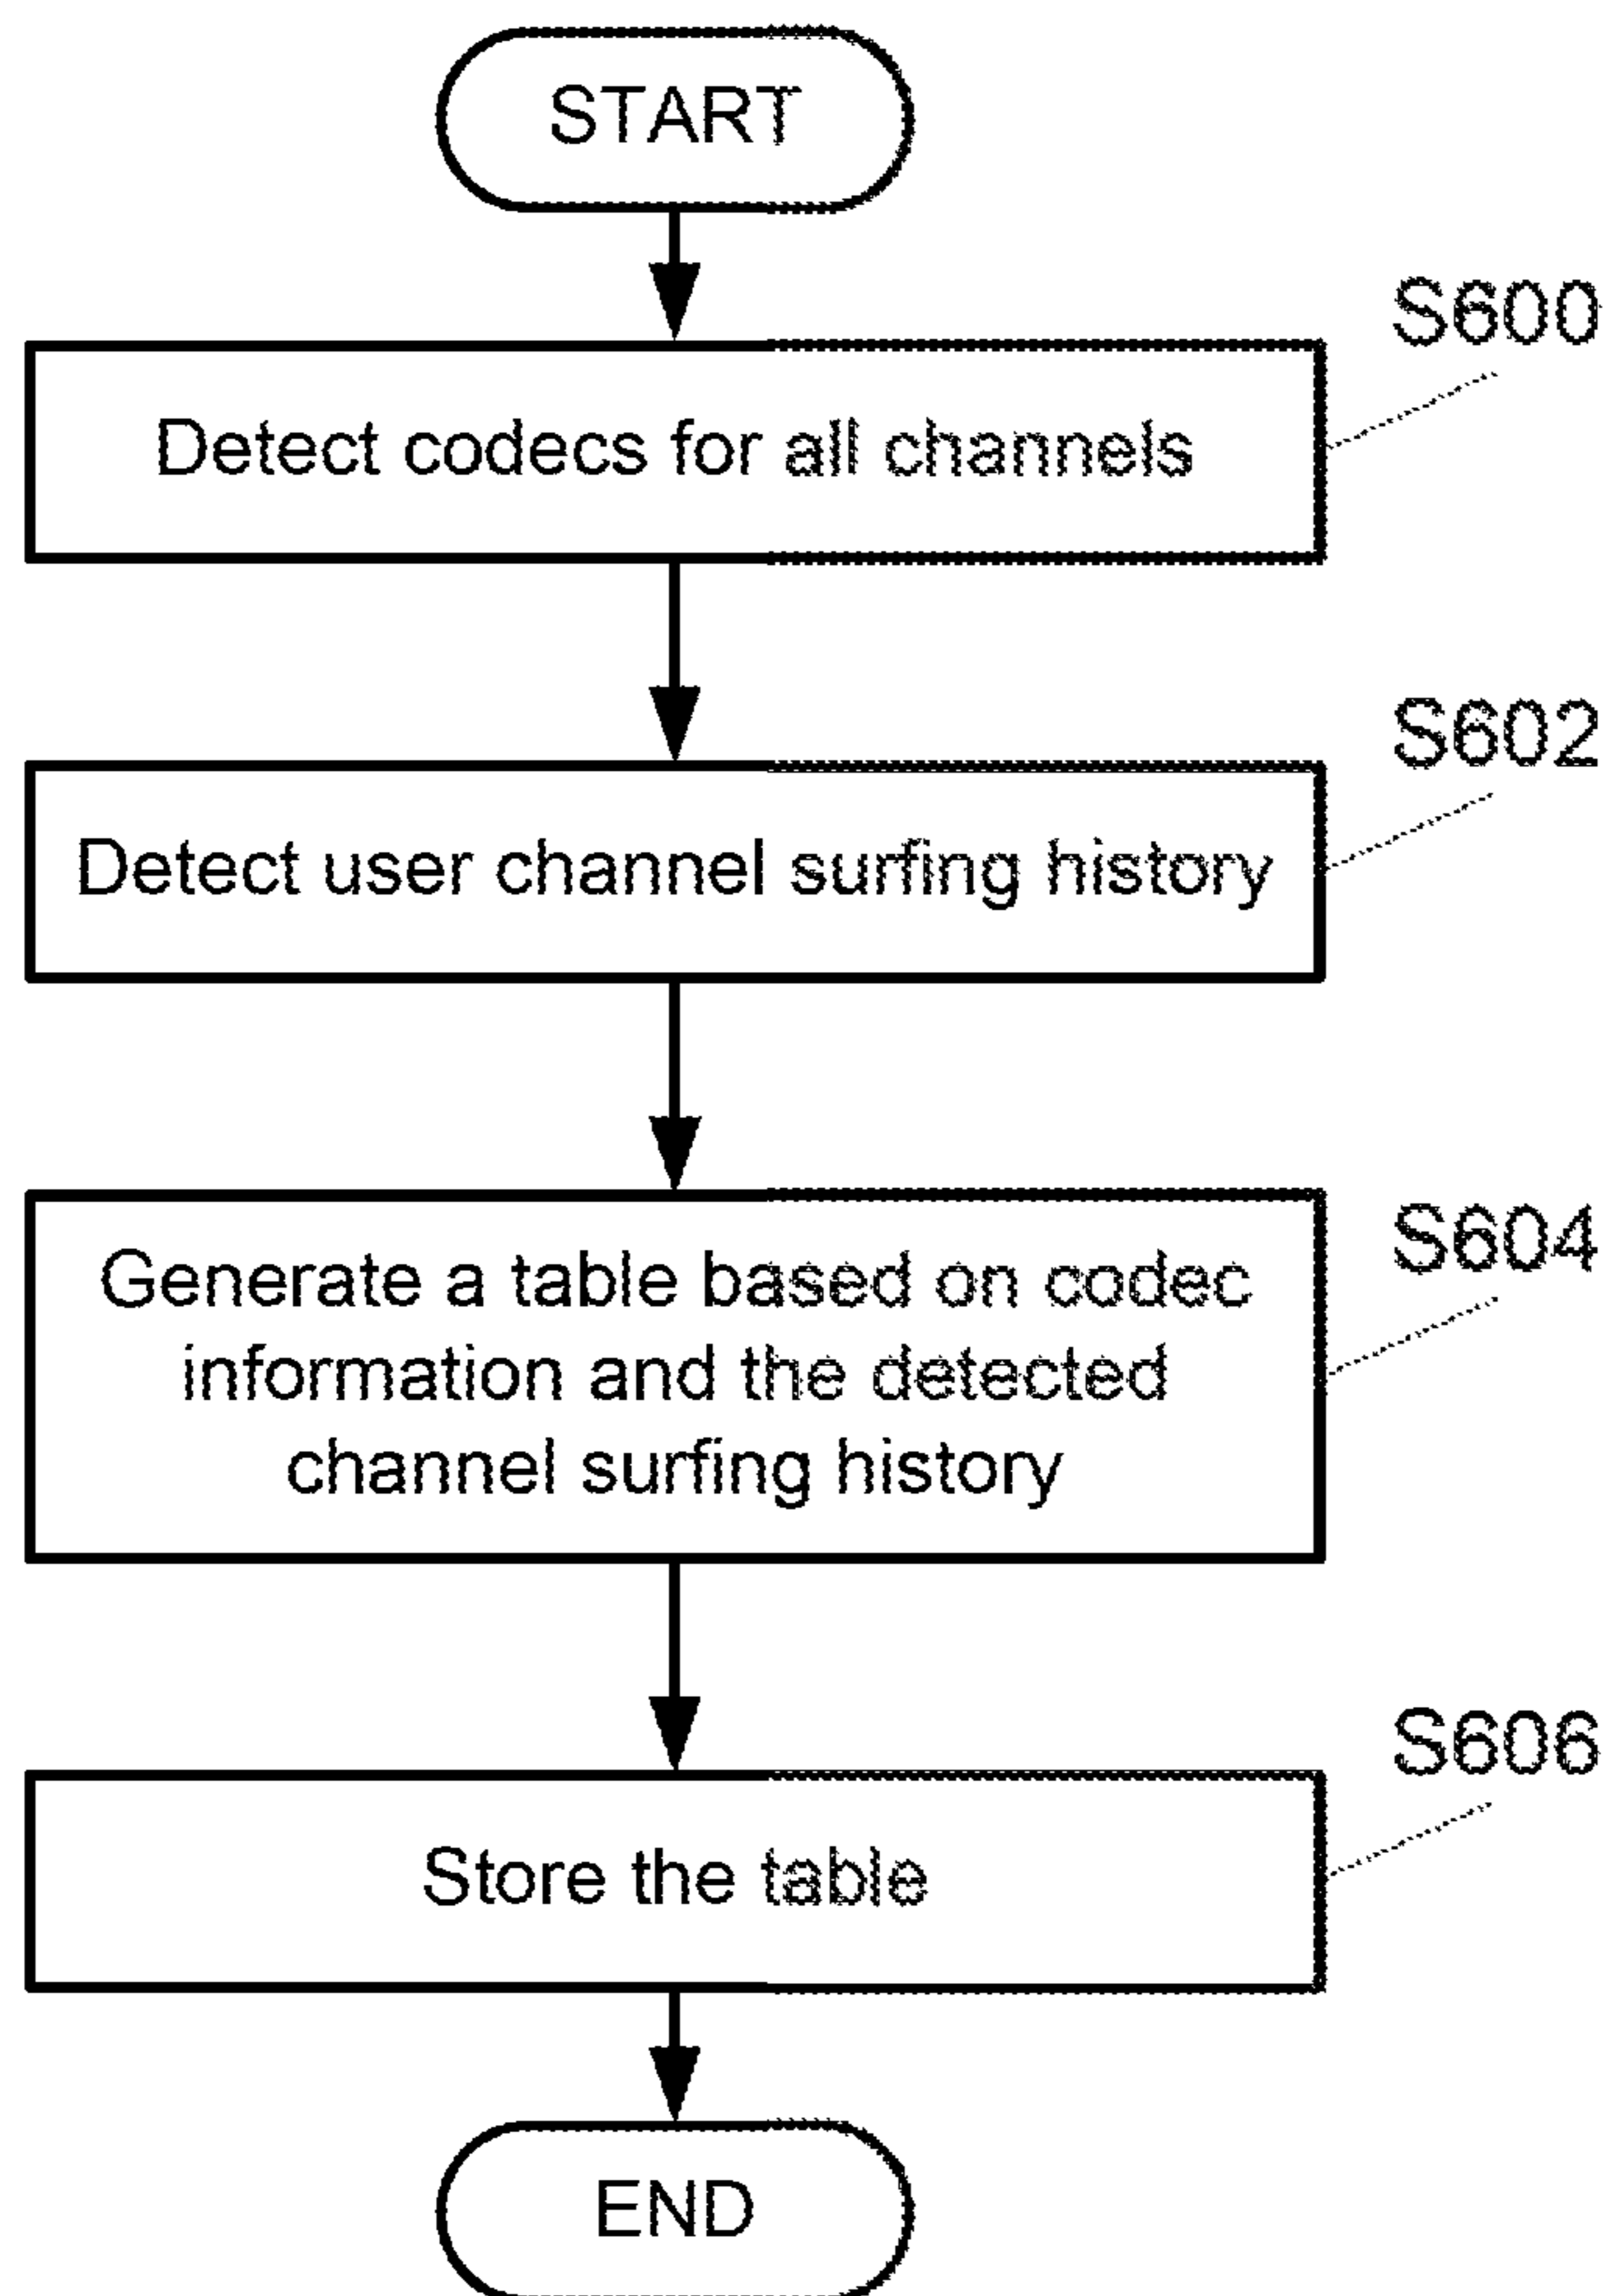 START
S600
Detect codecs for all channels
S602
Detect user channel surfing history
S604
Generate a table based on codec
information and the detected
channel surfing history
S606
Store the table
END